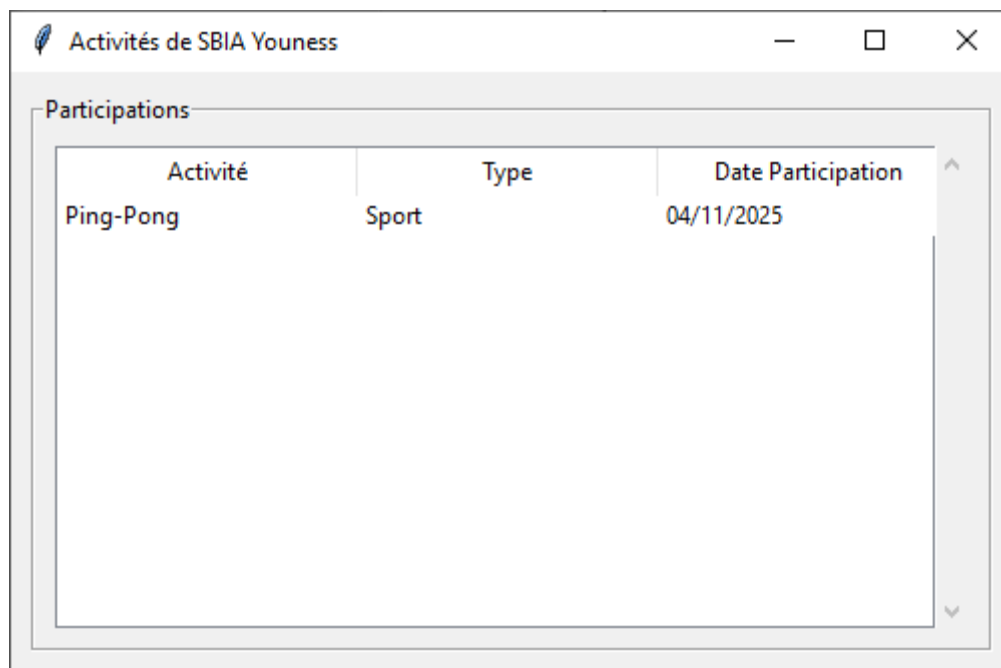 Activités de SBIA Youness
Participations
Activité Type Date Participation
Ping-Pong Sport 04/11/2025